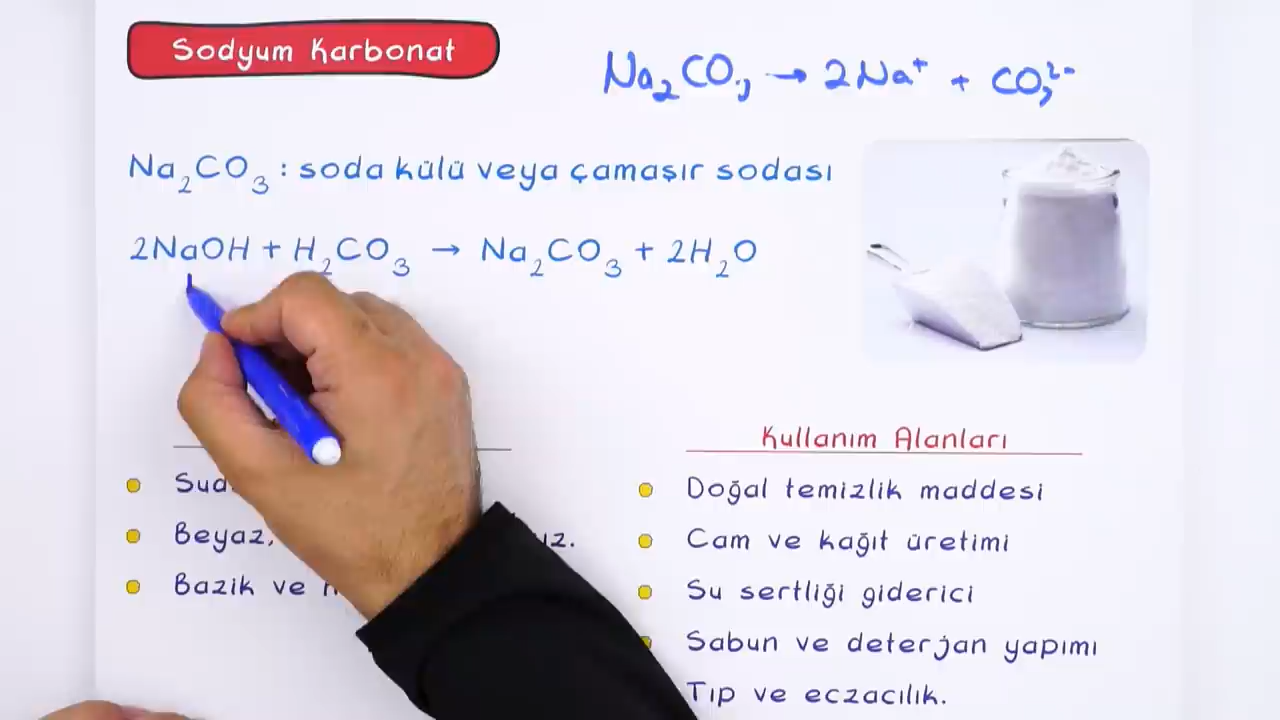 Sodyum Karbonat
Na₂CO₃ → 2Na⁺ + CO₃²⁻
Na₂CO₃ : soda külü veya çamaşır sodası
2NaOH + H₂CO₃ → Na₂CO₃ + 2H₂O
Kullanım Alanları
Beyaz,
Bazik ve
Doğal temizlik maddesi
Cam ve kağıt üretimi
Su sertliği giderici
Sabun ve deterjan yapımı
Tıp ve eczacılık.